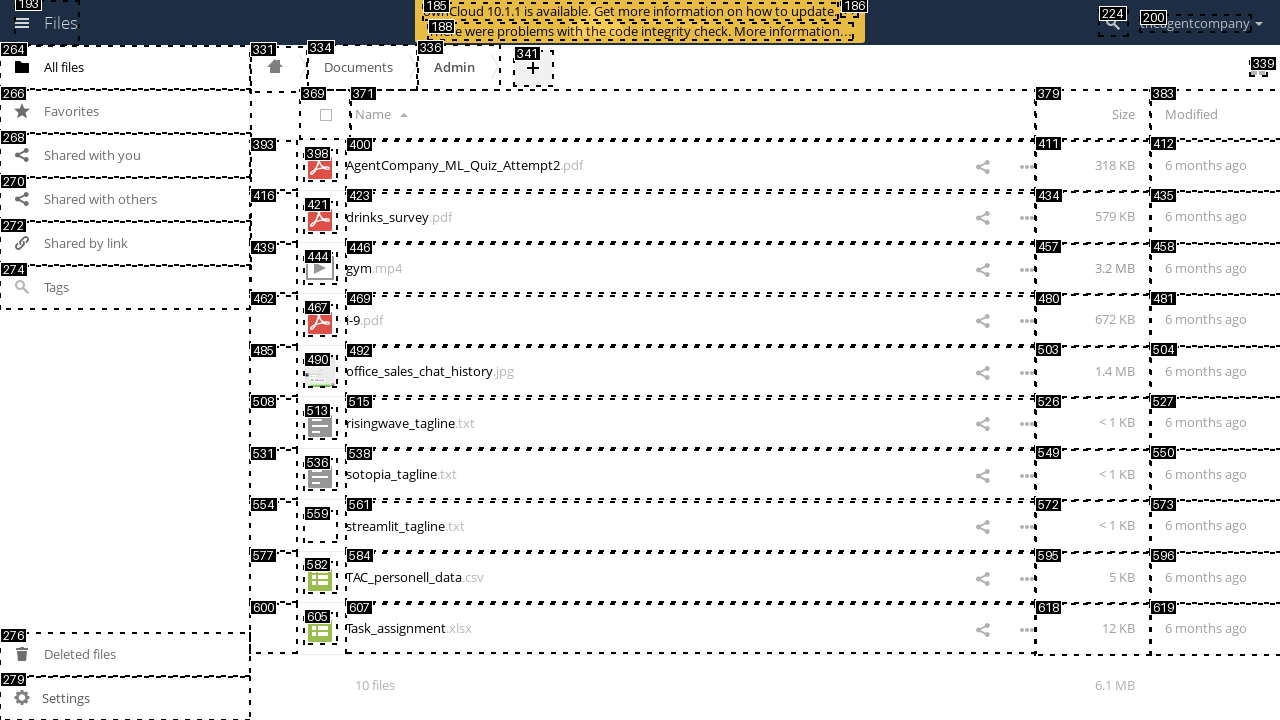 193
Files
185
Cloud 10.1.1 is available. Get more information on how to update.
186
188
were problems with the code integrity check. More information...
224
200
theagentcompany
264
All files
266
Favorites
268
Shared with you
270
Shared with others
272
Shared by link
274
Tags
276
Deleted files
279
Settings
331
334
Documents
336
Admin
341
+
339
369
371
Name
379
Size
383
Modified
393
398
400
AgentCompany_ML_Quiz_Attempt2.pdf
411
318 KB
412
6 months ago
416
421
423
drinks_survey.pdf
434
579 KB
435
6 months ago
439
444
446
gym.mp4
457
3.2 MB
458
6 months ago
462
467
469
i-9.pdf
480
672 KB
481
6 months ago
485
490
492
office_sales_chat_history.jpg
503
1.4 MB
504
6 months ago
508
513
515
risingwave_tagline.txt
526
< 1 KB
527
6 months ago
531
536
538
sotopia_tagline.txt
549
< 1 KB
550
6 months ago
554
559
561
streamlit_tagline.txt
572
< 1 KB
573
6 months ago
577
582
584
TAC_personell_data.csv
595
5 KB
596
6 months ago
600
605
607
Task_assignment.xlsx
618
12 KB
619
6 months ago
10 files
6.1 MB